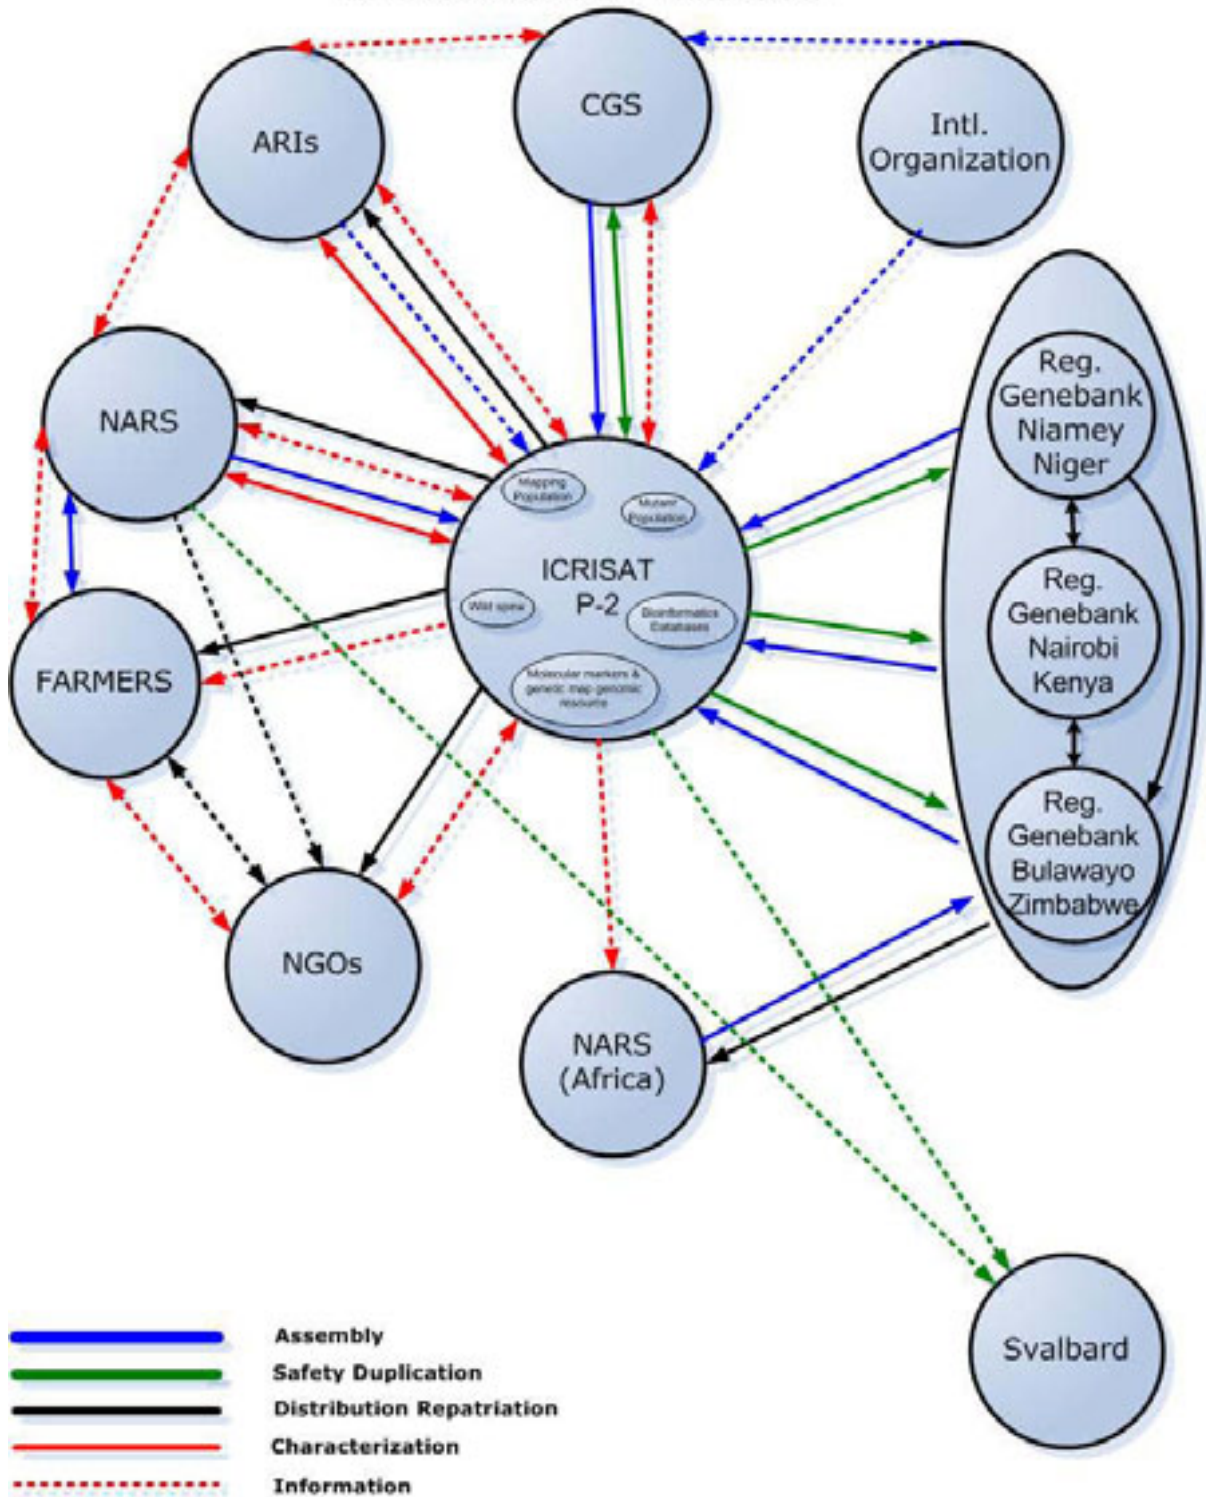 CGS
ARIs
Intl.
Organization
Reg.
Genebank
Niamey
Niger
NARS
Mapping
Population
Mutant
Population
ICRISAT
P-2
Reg.
Genebank
Nairobi
Kenya
Wild
Bioinformatics
Databases
FARMERS
Molecular markers &
genetic map genomic
resource
Reg.
Genebank
Bulawayo
Zimbabwe
NGOs
NARS
(Africa)
Svalbard
Assembly
Safety Duplication
Distribution Repatriation
Characterization
Information